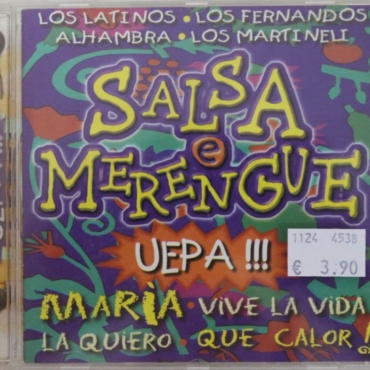 LOS LATINOS • LOS FERNANDOS
ALHAMBRA • LOS MARTINELI
SALSA
e
MERENGUE
UEPA !!!
1124 4538
€ 3.90
MARÌA • VIVE LA VIDA
LA QUIERO • QUE CALOR !